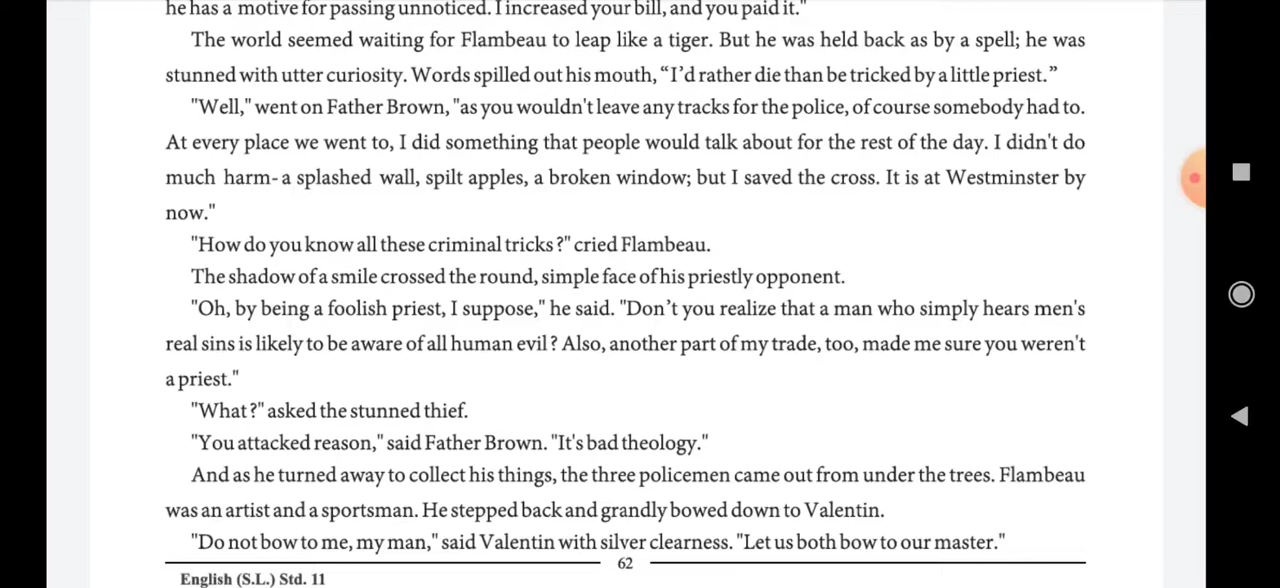 he has a motive for passing unnoticed. I increased your bill, and you paid it."
The world seemed waiting for Flambeau to leap like a tiger. But he was held back as by a spell; he was
stunned with utter curiosity. Words spilled out his mouth, “I’d rather die than be tricked by a little priest.”
"Well," went on Father Brown, "as you wouldn't leave any tracks for the police, of course somebody had to.
At every place we went to, I did something that people would talk about for the rest of the day. I didn't do
much harm- a splashed wall, spilt apples, a broken window; but I saved the cross. It is at Westminster by
now."
"How do you know all these criminal tricks ?" cried Flambeau.
The shadow of a smile crossed the round, simple face of his priestly opponent.
"Oh, by being a foolish priest, I suppose," he said. "Don’t you realize that a man who simply hears men's
real sins is likely to be aware of all human evil ? Also, another part of my trade, too, made me sure you weren't
a priest."
"What ?" asked the stunned thief.
"You attacked reason," said Father Brown. "It's bad theology."
And as he turned away to collect his things, the three policemen came out from under the trees. Flambeau
was an artist and a sportsman. He stepped back and grandly bowed down to Valentin.
"Do not bow to me, my man," said Valentin with silver clearness. "Let us both bow to our master."
62
English (S.L.) Std. 11